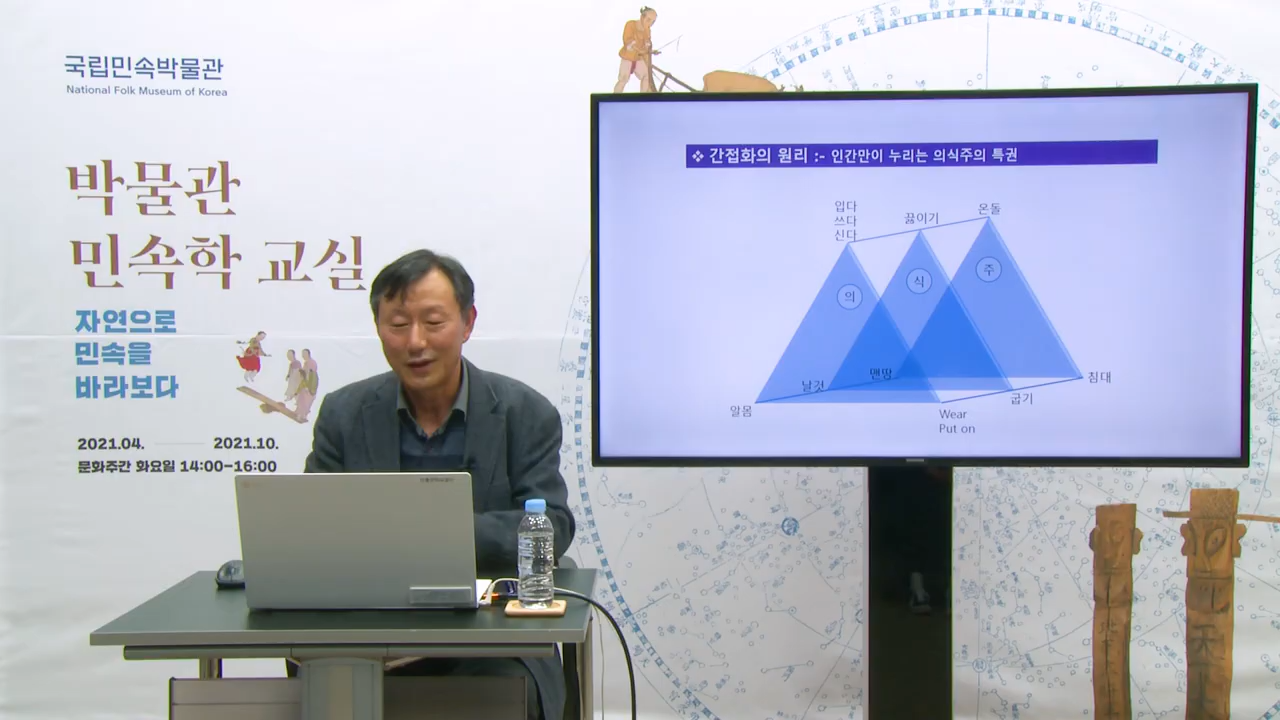 국립민속박물관
National Folk Museum of Korea
박물관
민속학 교실
자연으로
민속을
바라보다
2021.04. 2021.10.
문화주간 화요일 14:00-16:00
❖ 간접화의 원리 :- 인간만이 누리는 의식주의 특권
입다
쓰다
신다
끓이기
온돌
의
식
주
알몸
날것
맨땅
Wear
Put on
굽기
침대